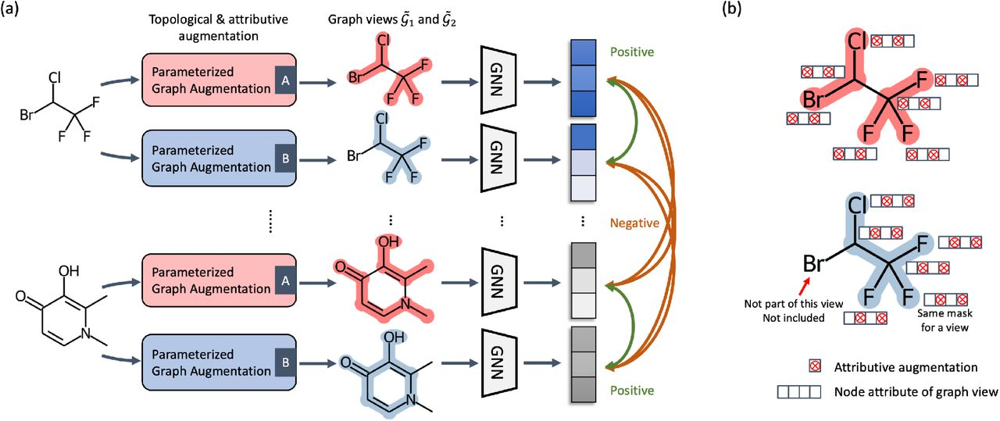 (a)
Topological & attributive
augmentation
Graph views 𝒢̃₁ and 𝒢̃₂
Cl
Br
F
F
F
Parameterized
Graph Augmentation
A
Cl
Br
F
F
F
GNN
Positive
Parameterized
Graph Augmentation
B
Cl
Br
F
F
F
GNN
Negative
OH
O
N
Parameterized
Graph Augmentation
A
OH
O
N
GNN
Parameterized
Graph Augmentation
B
OH
O
N
GNN
Positive
(b)
Cl
Br
F
F
F
Cl
Br
F
F
F
Not part of this view
Not included
Same mask
for a view
Attributive augmentation
Node attribute of graph view